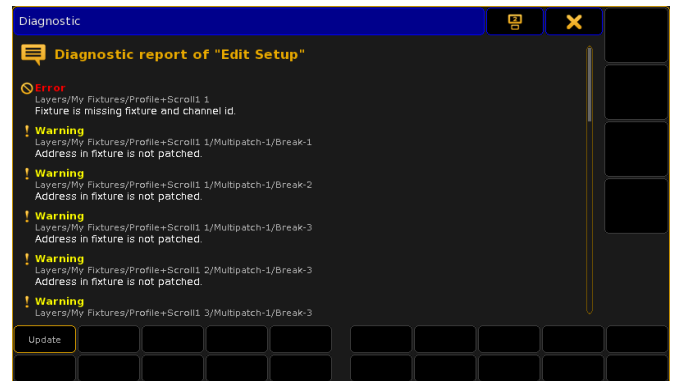 Diagnostic
2
Diagnostic report of "Edit Setup"
Error
Layers/My Fixtures/Profile+Scroll1 1
Fixture is missing fixture and channel id.
! Warning
Layers/My Fixtures/Profile+Scroll1 1/Multipatch-1/Break-1
Address in fixture is not patched.
! Warning
Layers/My Fixtures/Profile+Scroll1 1/Multipatch-1/Break-2
Address in fixture is not patched.
! Warning
Layers/My Fixtures/Profile+Scroll1 1/Multipatch-1/Break-3
Address in fixture is not patched.
! Warning
Layers/My Fixtures/Profile+Scroll1 2/Multipatch-1/Break-3
Address in fixture is not patched.
! Warning
Layers/My Fixtures/Profile+Scroll1 3/Multipatch-1/Break-3
Update